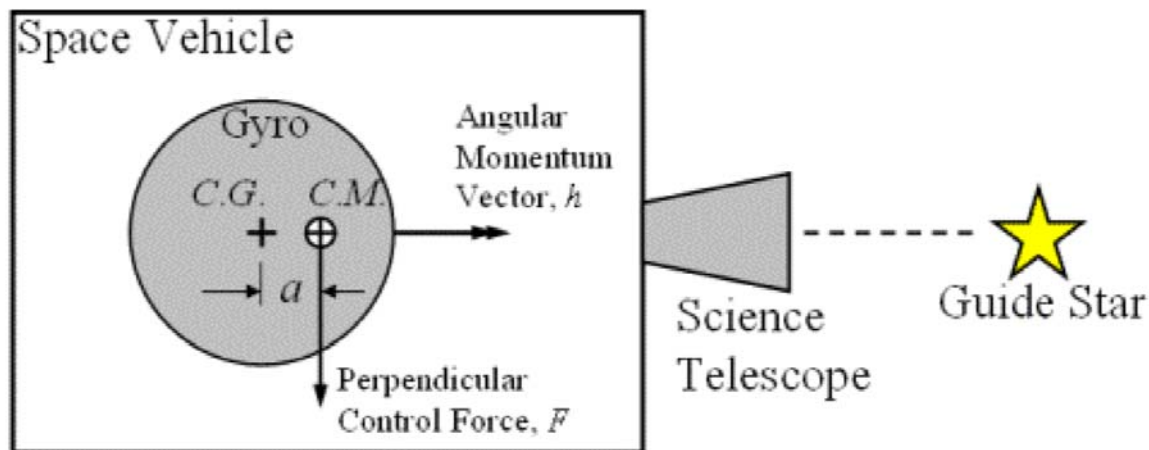 Space Vehicle
Gyro
C.G.
C.M.
a
Angular
Momentum
Vector, h
Perpendicular
Control Force, F
Science
Telescope
Guide Star